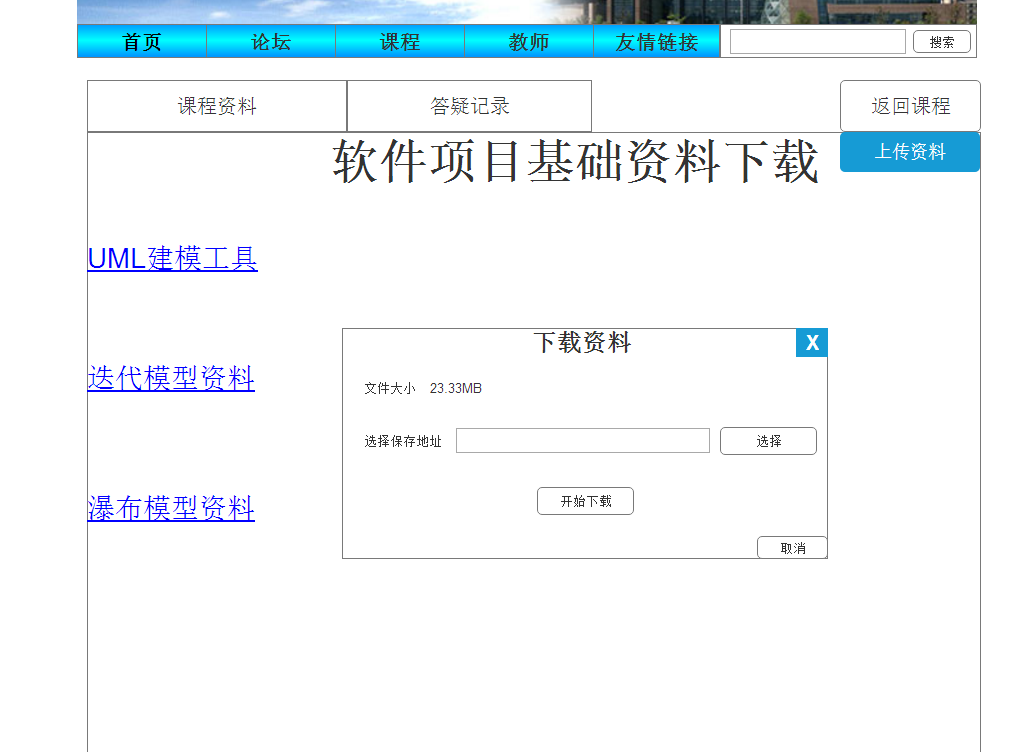 首页 论坛 课程 教师 友情链接 搜索
课程资料 答疑记录 返回课程
软件项目基础资料下载 上传资料
UML建模工具
下载资料 X
迭代模型资料
文件大小 23.33MB
选择保存地址 选择
瀑布模型资料
开始下载
取消